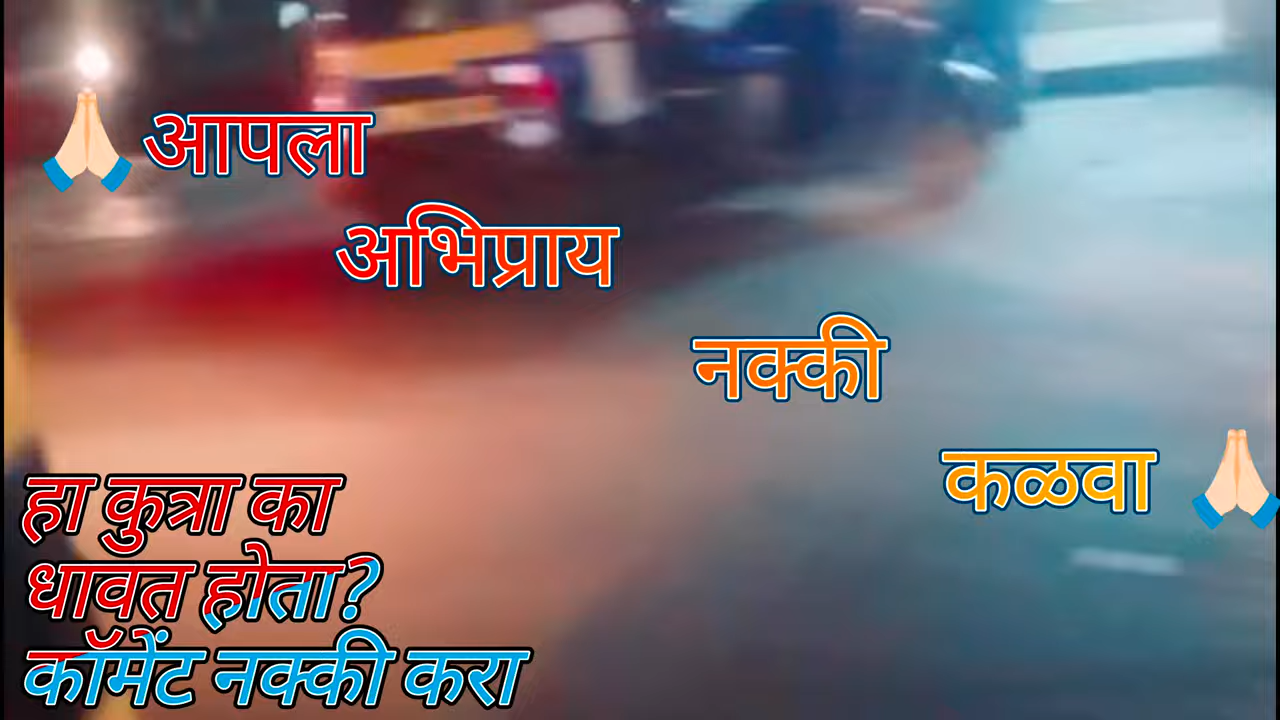 🙏🏻आपला
अभिप्राय
नक्की
कळवा 🙏🏻
हा कुत्रा का
धावत होता?
कॉमेंट नक्की करा